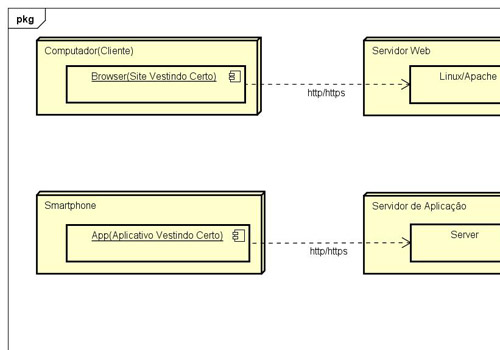 pkg
Computador(Cliente)
Browser(Site Vestindo Certo)
http/https
Servidor Web
Linux/Apache
Smartphone
App(Aplicativo Vestindo Certo)
http/https
Servidor de Aplicação
Server